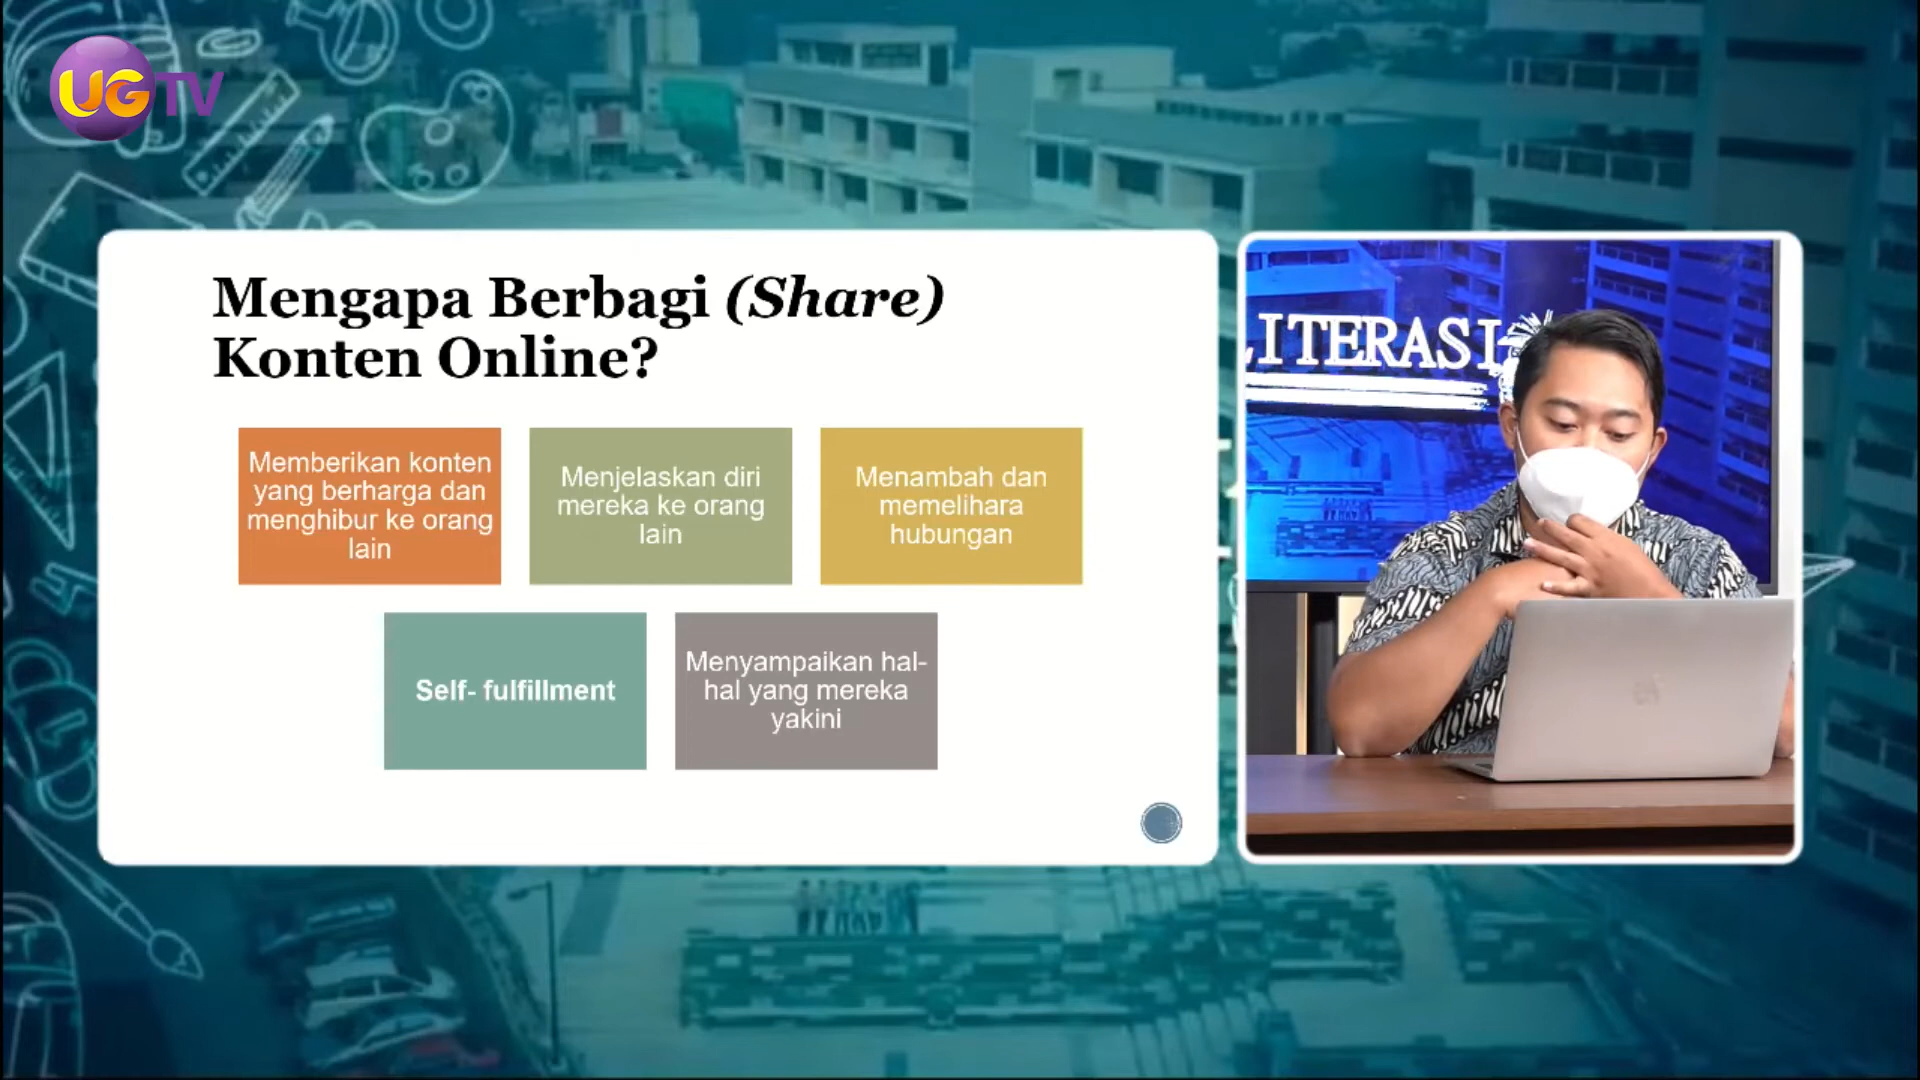 UGTV
Mengapa Berbagi (Share)
Konten Online?
Memberikan konten
yang berharga dan
menghibur ke orang
lain
Menjelaskan diri
mereka ke orang
lain
Menambah dan
memelihara
hubungan
Self- fulfillment
Menyampaikan hal-
hal yang mereka
yakini
LITERASI